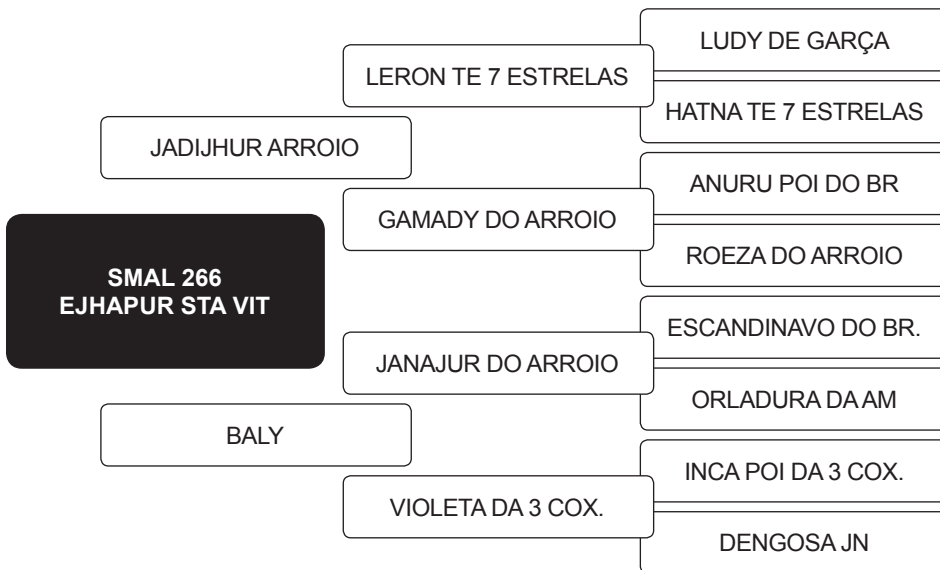 LUDY DE GARÇA
LERON TE 7 ESTRELAS
HATNA TE 7 ESTRELAS
JADIJHUR ARROIO
ANURU POI DO BR
GAMADY DO ARROIO
ROEZA DO ARROIO
SMAL 266
EJHAPUR STA VIT
ESCANDINAVO DO BR.
JANAJUR DO ARROIO
ORLADURA DA AM
BALY
INCA POI DA 3 COX.
VIOLETA DA 3 COX.
DENGOSA JN